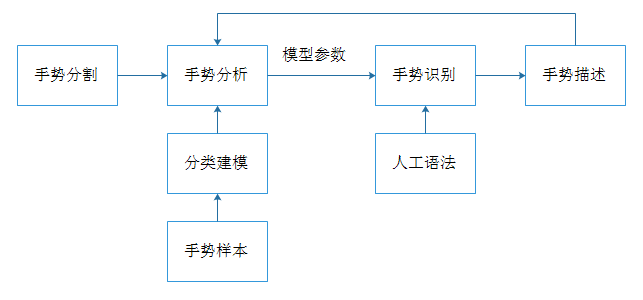 模型参数
手势分割
手势分析
手势识别
手势描述
分类建模
人工语法
手势样本